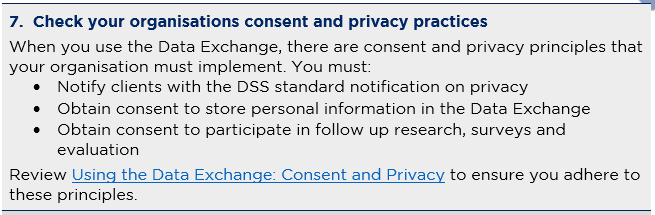 7. Check your organisations consent and privacy practices
When you use the Data Exchange, there are consent and privacy principles that
your organisation must implement. You must:
• Notify clients with the DSS standard notification on privacy
• Obtain consent to store personal information in the Data Exchange
• Obtain consent to participate in follow up research, surveys and
evaluation
Review Using the Data Exchange: Consent and Privacy to ensure you adhere to
these principles.